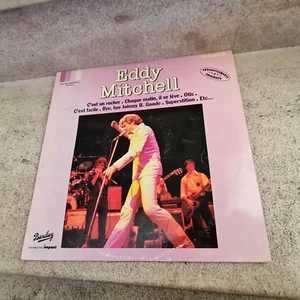 Eddy
Mitchell
C'est un rocker . Chaque matin, il se lève . Otis .
C'est facile . Bye, bye Johnny B. Goode . Superstition . Etc...
Barclay
impact